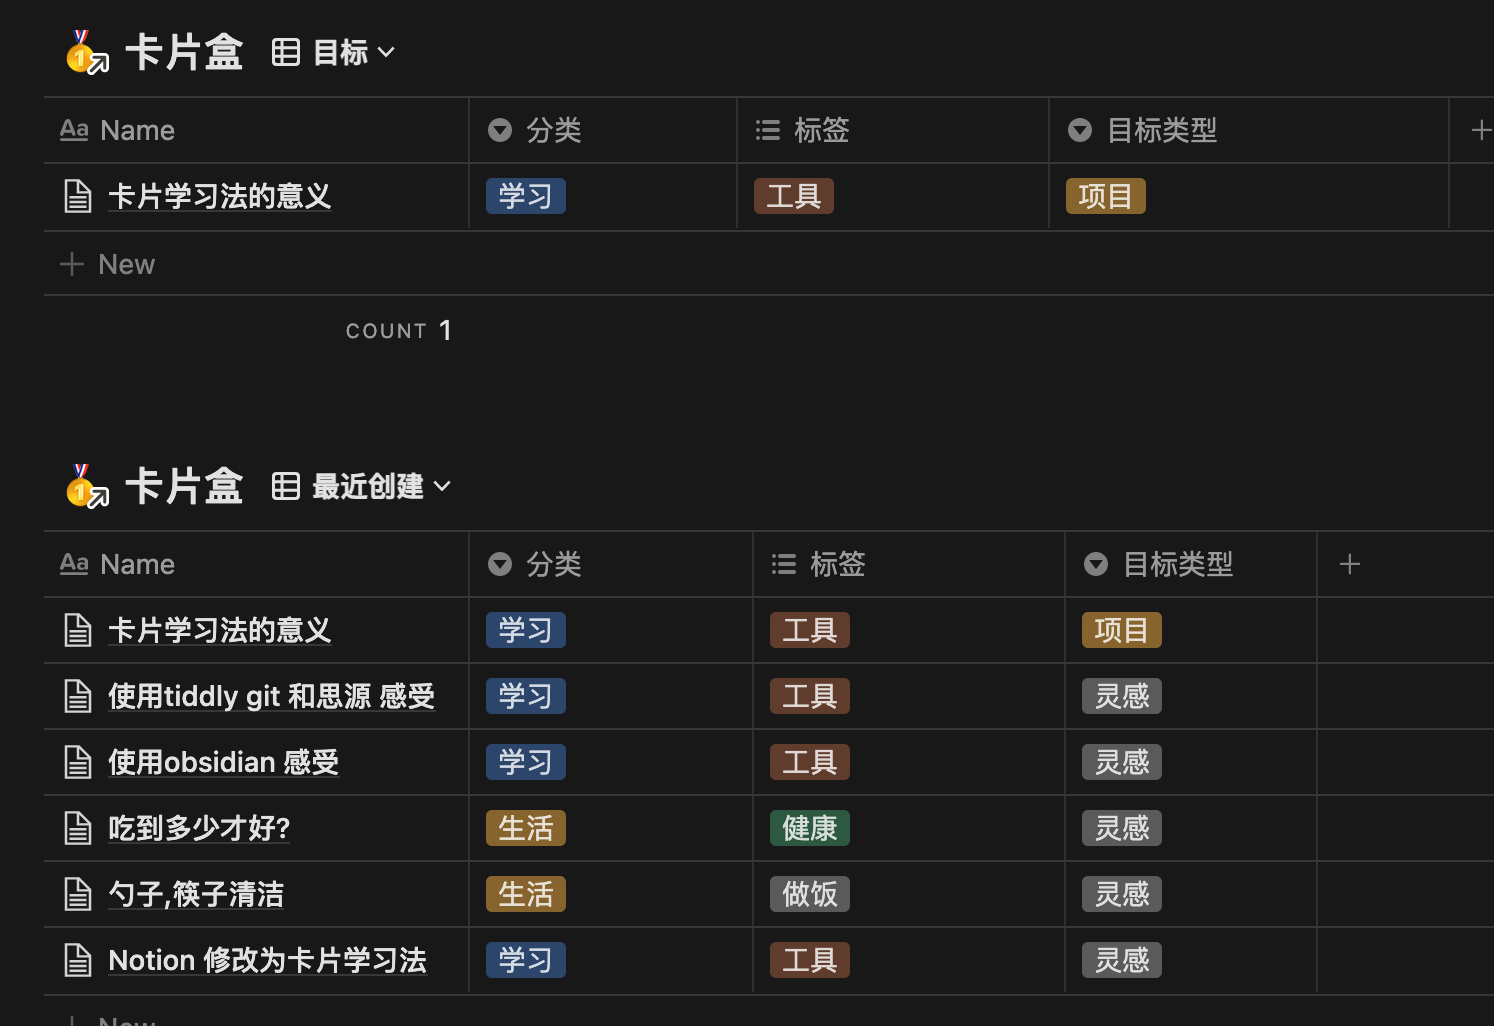 卡片盒 目标
Aa Name 分类 标签 目标类型
卡片学习法的意义 学习 工具 项目
New
COUNT 1
卡片盒 最近创建
Aa Name 分类 标签 目标类型
卡片学习法的意义 学习 工具 项目
使用tiddly git 和思源 感受 学习 工具 灵感
使用obsidian 感受 学习 工具 灵感
吃到多少才好? 生活 健康 灵感
勺子,筷子清洁 生活 做饭 灵感
Notion 修改为卡片学习法 学习 工具 灵感
New